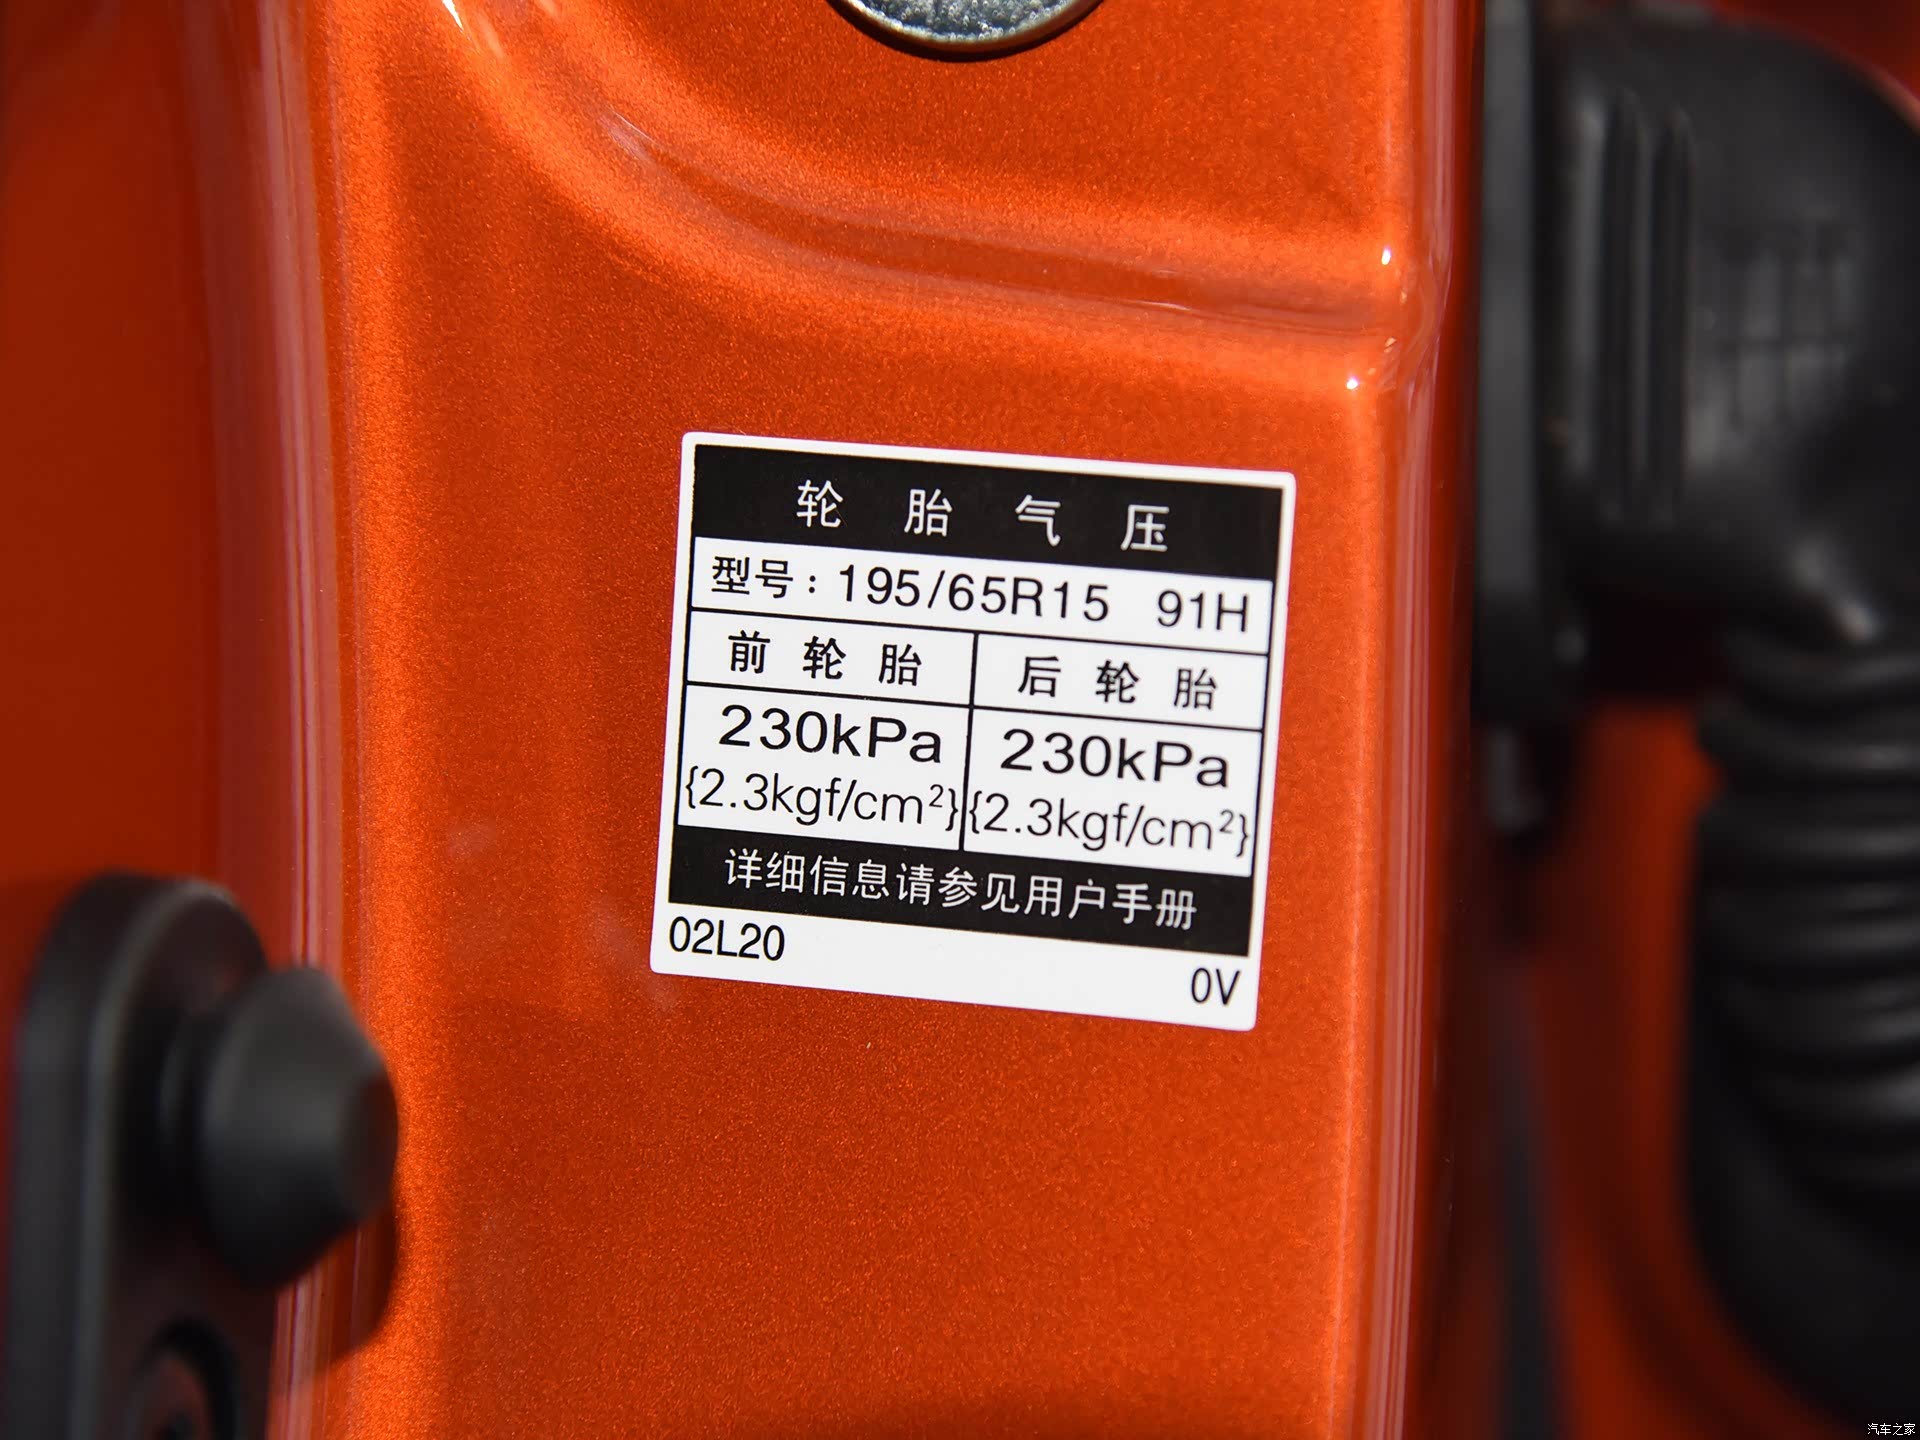 轮胎气压
型号：195/65R15 91H
前轮胎 后轮胎
230kPa 230kPa
{2.3kgf/cm²} {2.3kgf/cm²}
详细信息请参见用户手册
02L20 0V
汽车之家